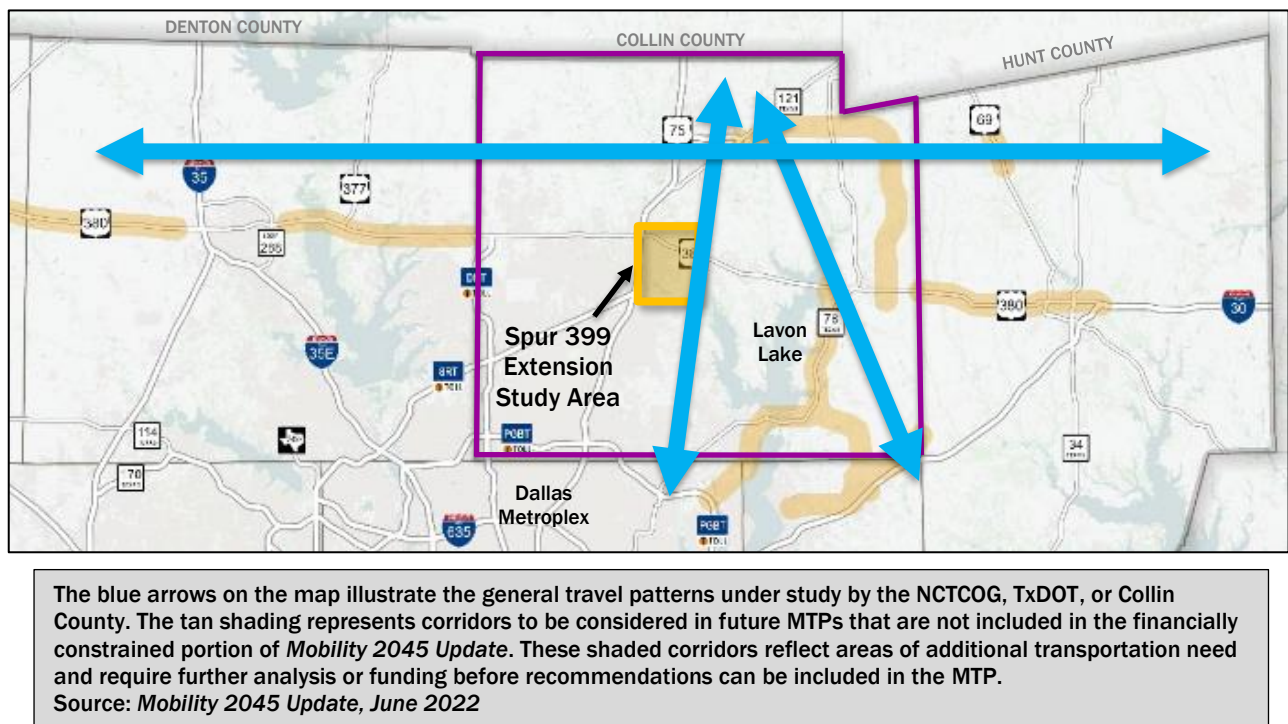 DENTON COUNTY
COLLIN COUNTY
HUNT COUNTY
121
75
69
35
377
380
DNT
TOLL
380
78
30
Spur 399
Extension
Study Area
Lavon
Lake
35E
SRT
TOLL
114
PGBT
TOLL
34
Dallas
Metroplex
635
PGBT
TOLL
The blue arrows on the map illustrate the general travel patterns under study by the NCTCOG, TxDOT, or Collin
County. The tan shading represents corridors to be considered in future MTPs that are not included in the financially
constrained portion of Mobility 2045 Update. These shaded corridors reflect areas of additional transportation need
and require further analysis or funding before recommendations can be included in the MTP.
Source: Mobility 2045 Update, June 2022